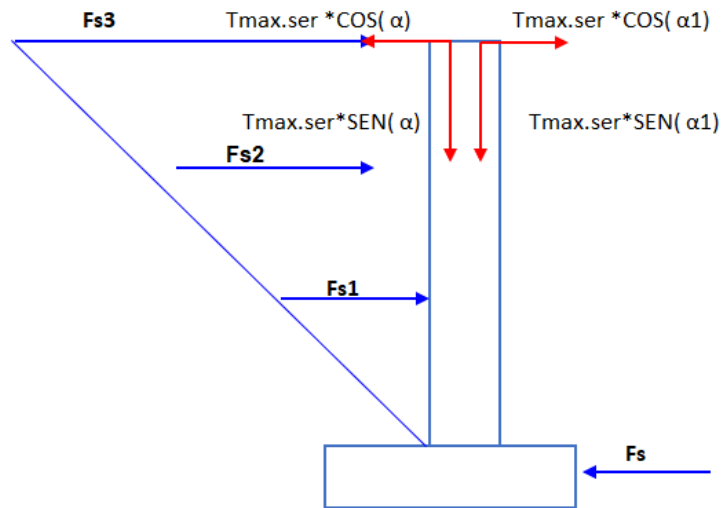 Fs3
Tmax.ser *COS( α)
Tmax.ser *COS( α1)
Tmax.ser*SEN( α)
Tmax.ser*SEN( α1)
Fs2
Fs1
Fs